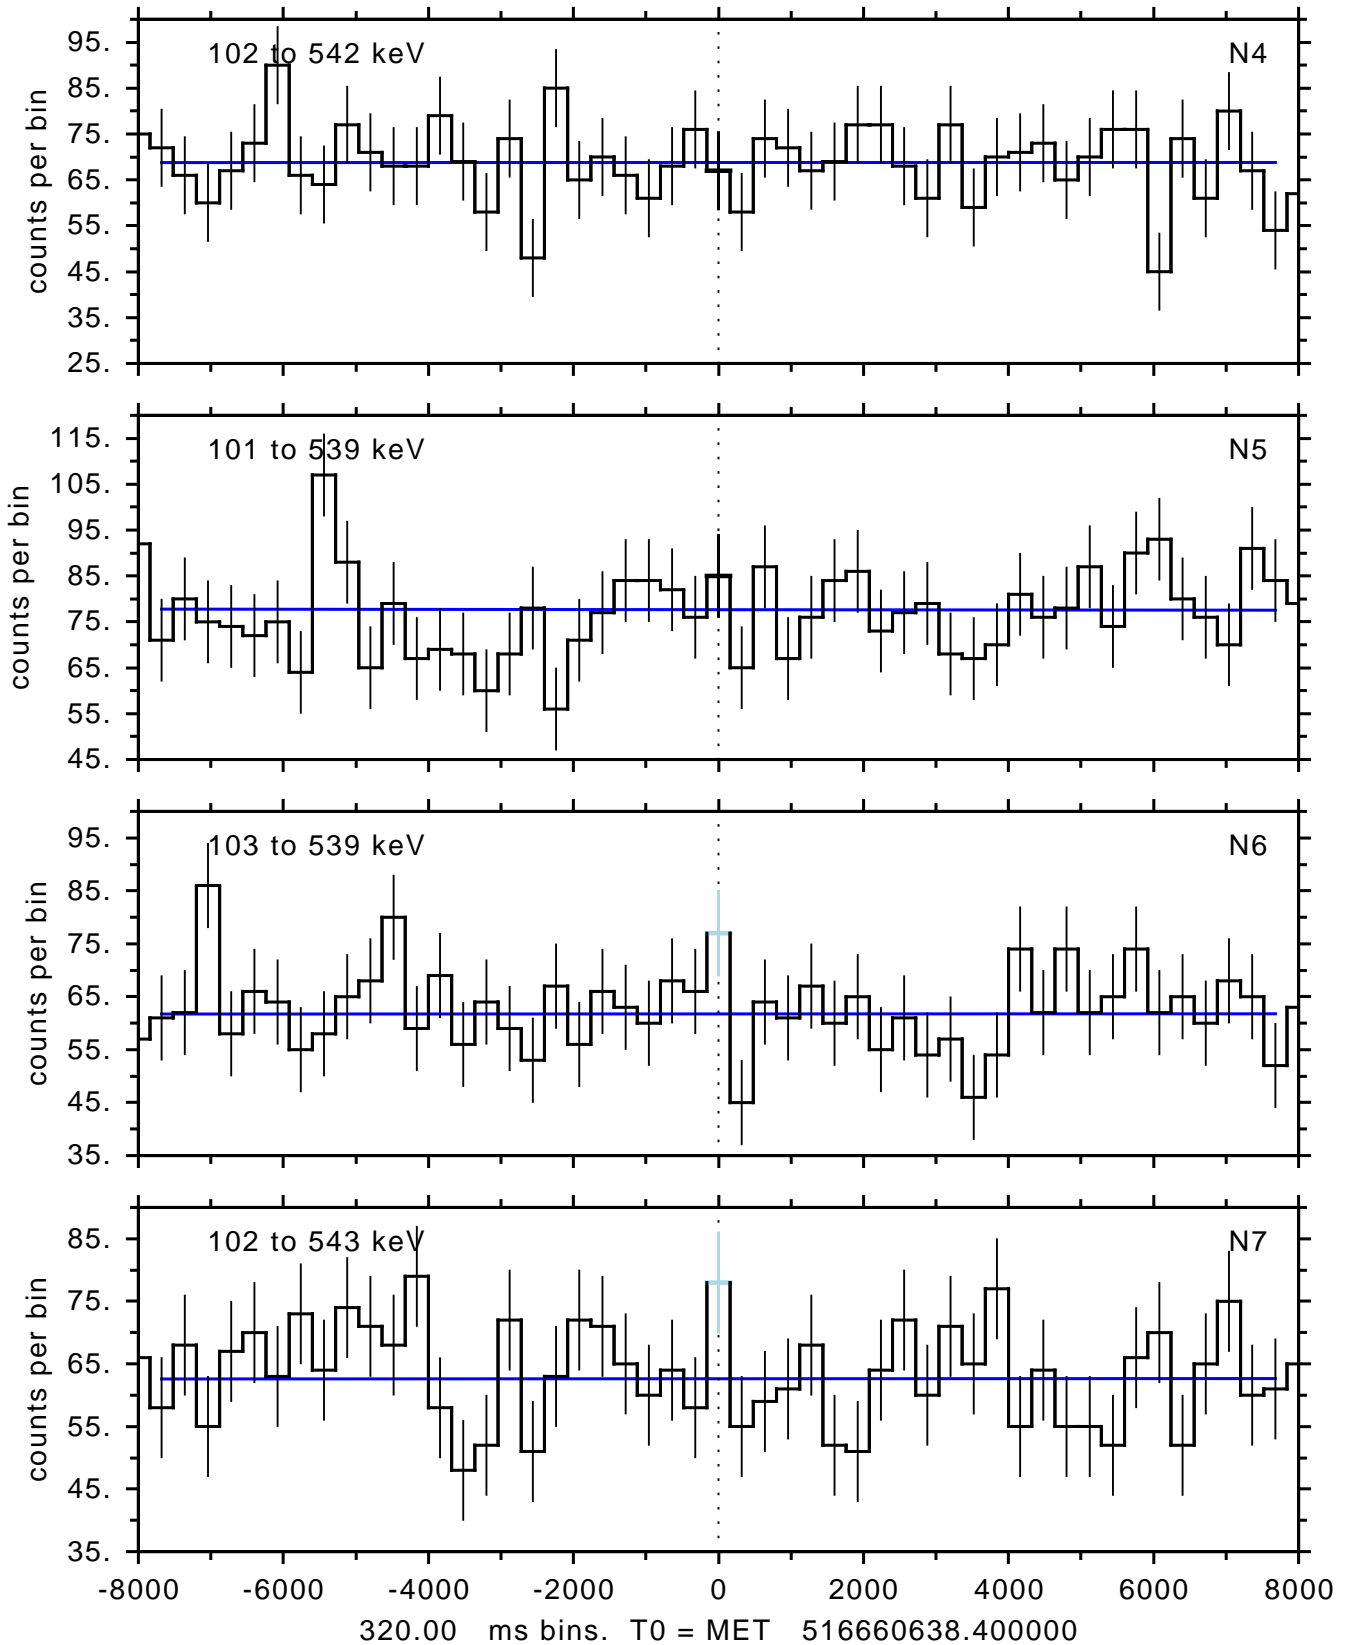 102 to 542 keV
N4
95.
85.
75.
65.
55.
45.
35.
25.
counts per bin
101 to 539 keV
N5
115.
105.
95.
85.
75.
65.
55.
45.
counts per bin
103 to 539 keV
N6
95.
85.
75.
65.
55.
45.
35.
counts per bin
102 to 543 keV
N7
85.
75.
65.
55.
45.
35.
counts per bin
-8000 -6000 -4000 -2000 0 2000 4000 6000 8000
320.00 ms bins. T0 = MET 516660638.400000